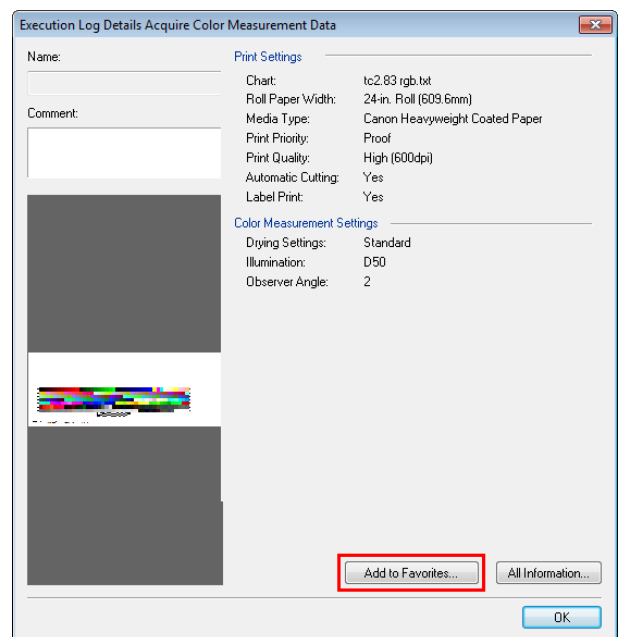 Execution Log Details Acquire Color Measurement Data
Name:
Comment:
Print Settings
Chart: tc2.83 rgb.txt
Roll Paper Width: 24-in. Roll (609.6mm)
Media Type: Canon Heavyweight Coated Paper
Print Priority: Proof
Print Quality: High (600dpi)
Automatic Cutting: Yes
Label Print: Yes
Color Measurement Settings
Drying Settings: Standard
Illumination: D50
Observer Angle: 2
Add to Favorites...
All Information...
OK